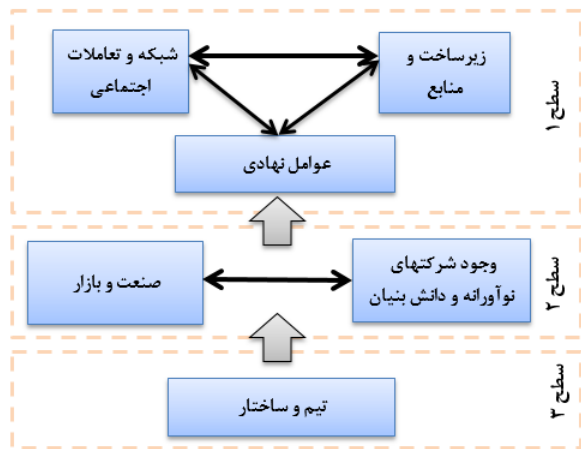 زیرساخت و
منابع
شبکه و تعاملات
اجتماعی
عوامل نهادی
سطح ۱
وجود شرکتهای
نوآورانه و دانش بنیان
صنعت و بازار
سطح ۲
تیم و ساختار
سطح ۳